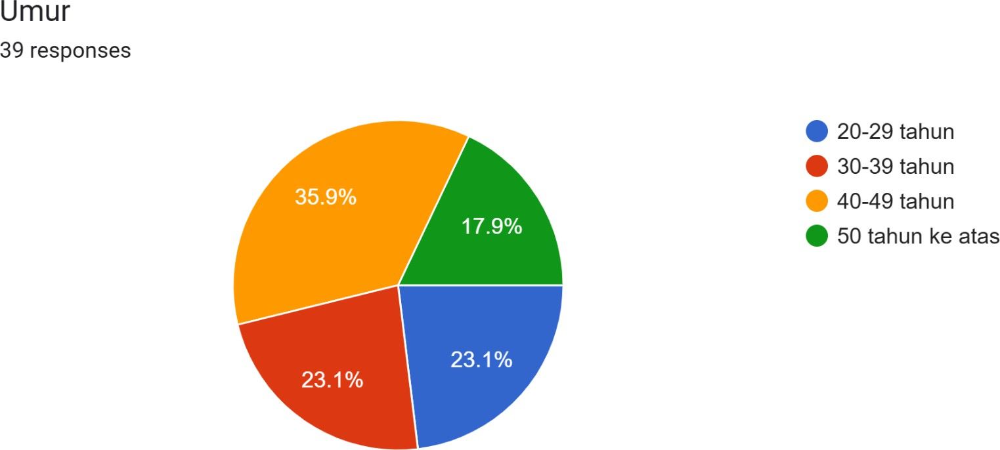 Umur
39 responses
35.9%
17.9%
23.1%
23.1%
20-29 tahun
30-39 tahun
40-49 tahun
50 tahun ke atas